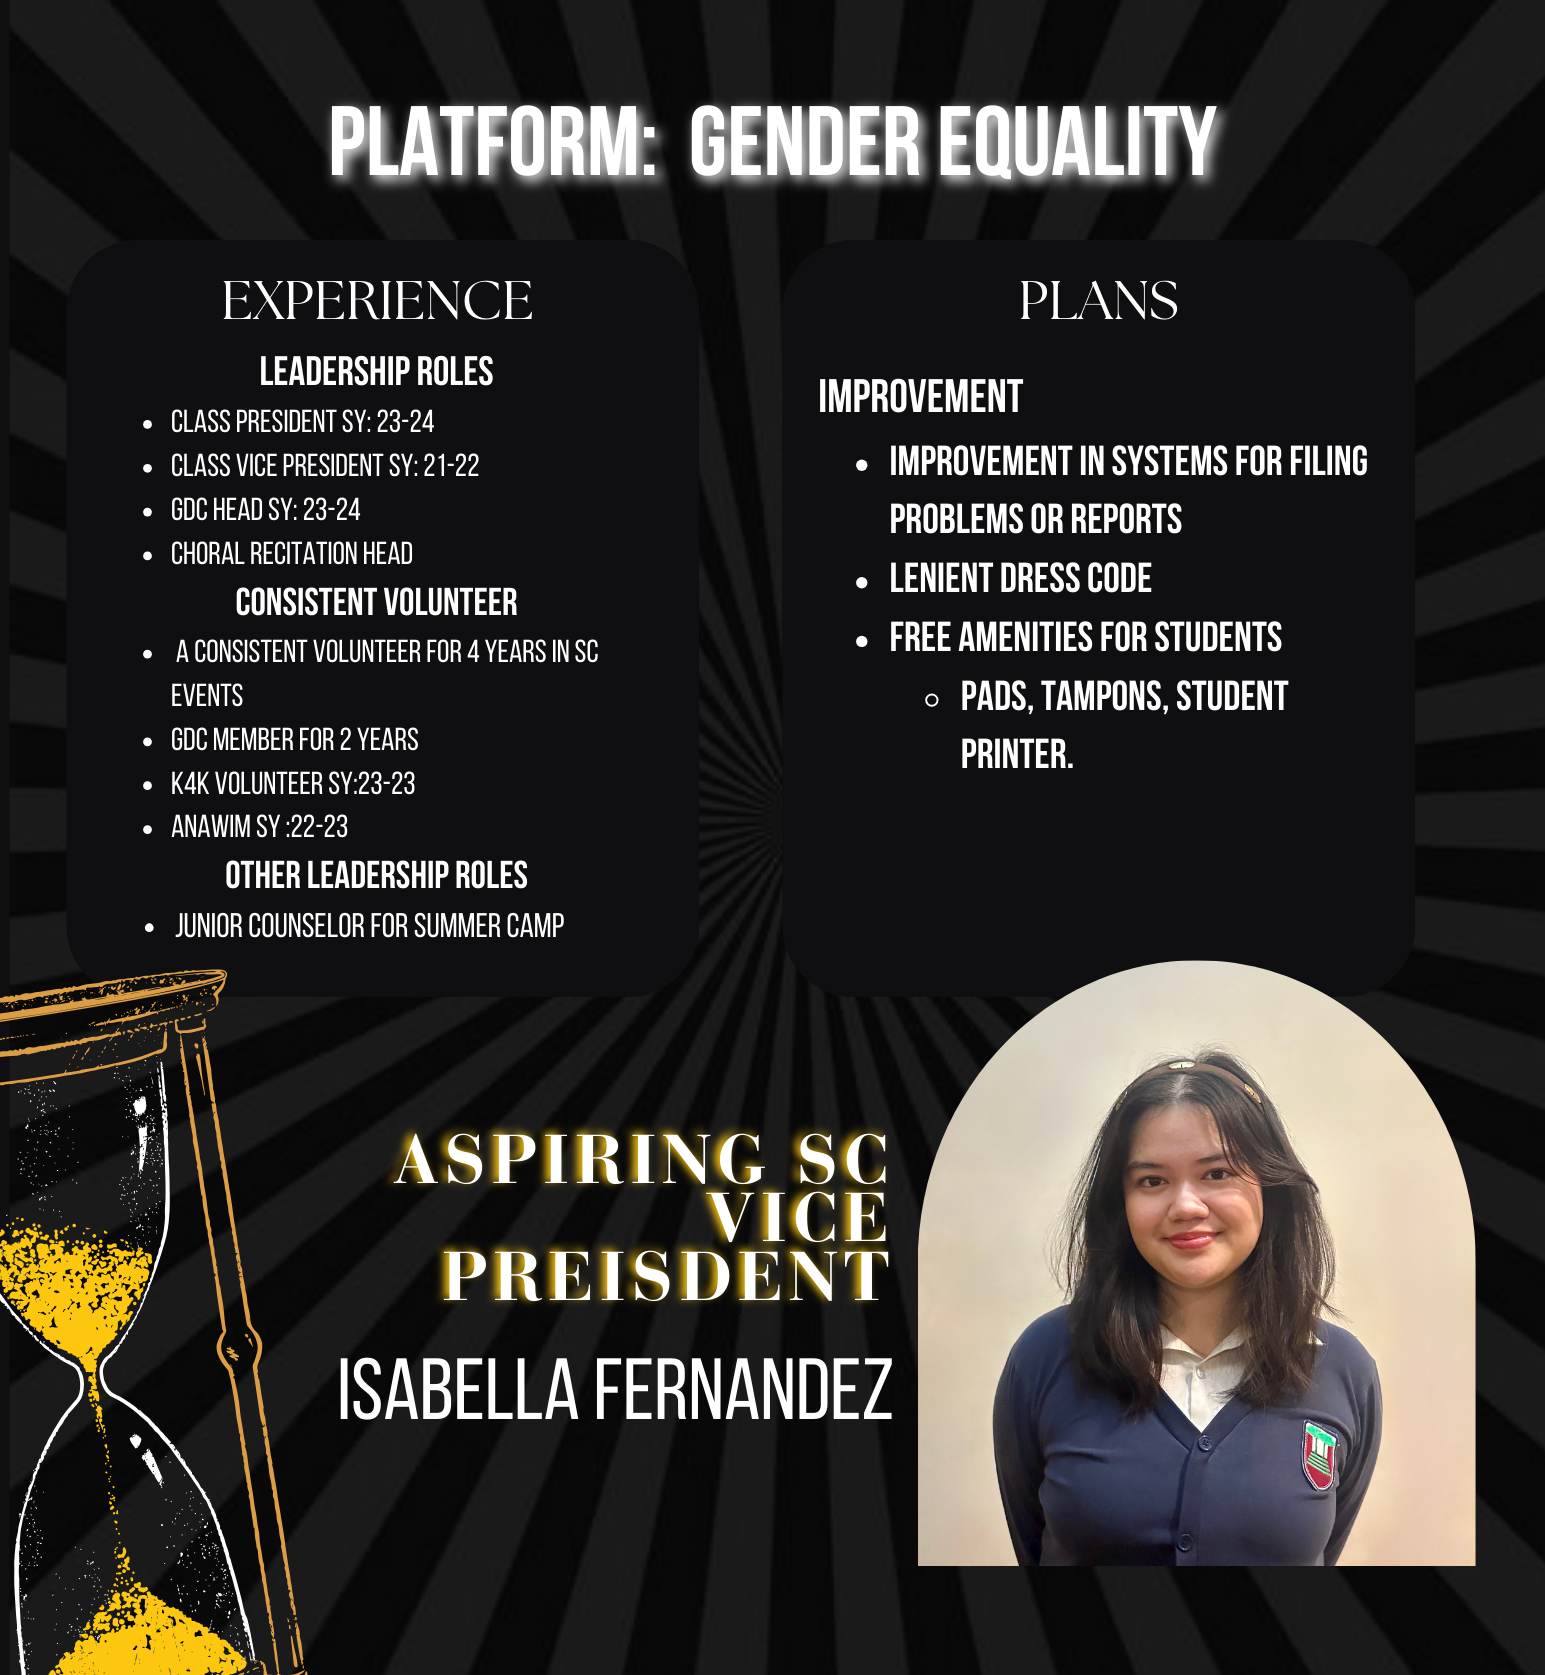 PLATFORM: GENDER EQUALITY
EXPERIENCE
LEADERSHIP ROLES
CLASS PRESIDENT SY: 23-24
CLASS VICE PRESIDENT SY: 21-22
GDC HEAD SY: 23-24
CHORAL RECITATION HEAD
CONSISTENT VOLUNTEER
A CONSISTENT VOLUNTEER FOR 4 YEARS IN SC
EVENTS
GDC MEMBER FOR 2 YEARS
K4K VOLUNTEER SY:23-23
ANAWIM SY :22-23
OTHER LEADERSHIP ROLES
JUNIOR COUNSELOR FOR SUMMER CAMP
PLANS
IMPROVEMENT
IMPROVEMENT IN SYSTEMS FOR FILING
PROBLEMS OR REPORTS
LENIENT DRESS CODE
FREE AMENITIES FOR STUDENTS
PADS, TAMPONS, STUDENT
PRINTER.
ASPIRING SC
VICE
PREISDENT
ISABELLA FERNANDEZ